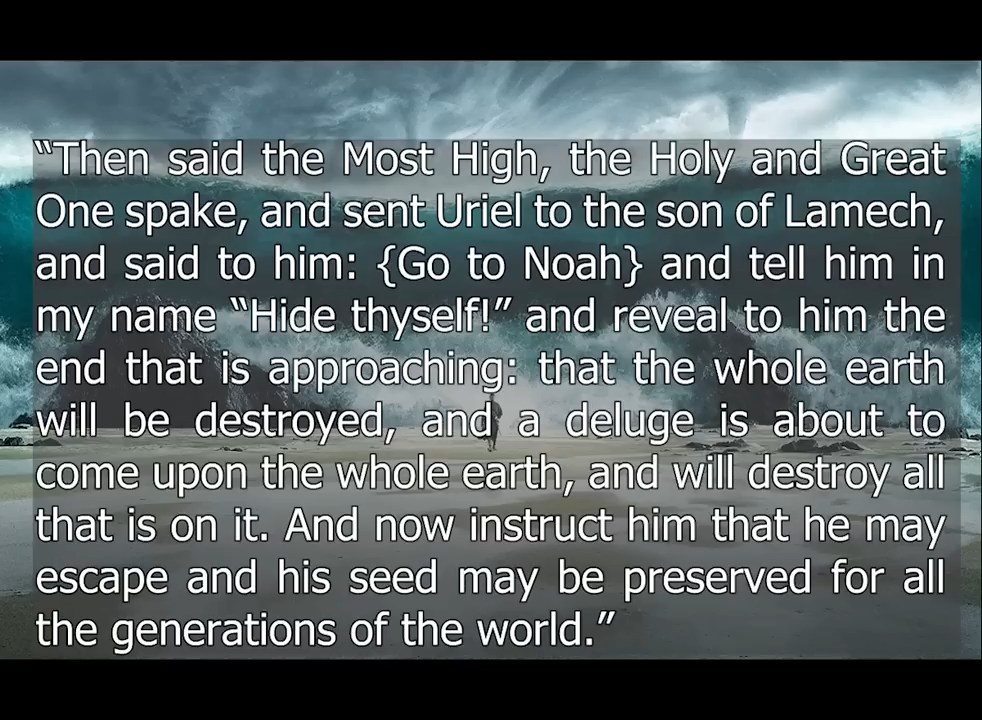 “Then said the Most High, the Holy and Great
One spake, and sent Uriel to the son of Lamech,
and said to him: {Go to Noah} and tell him in
my name “Hide thyself!” and reveal to him the
end that is approaching: that the whole earth
will be destroyed, and a deluge is about to
come upon the whole earth, and will destroy all
that is on it. And now instruct him that he may
escape and his seed may be preserved for all
the generations of the world.”